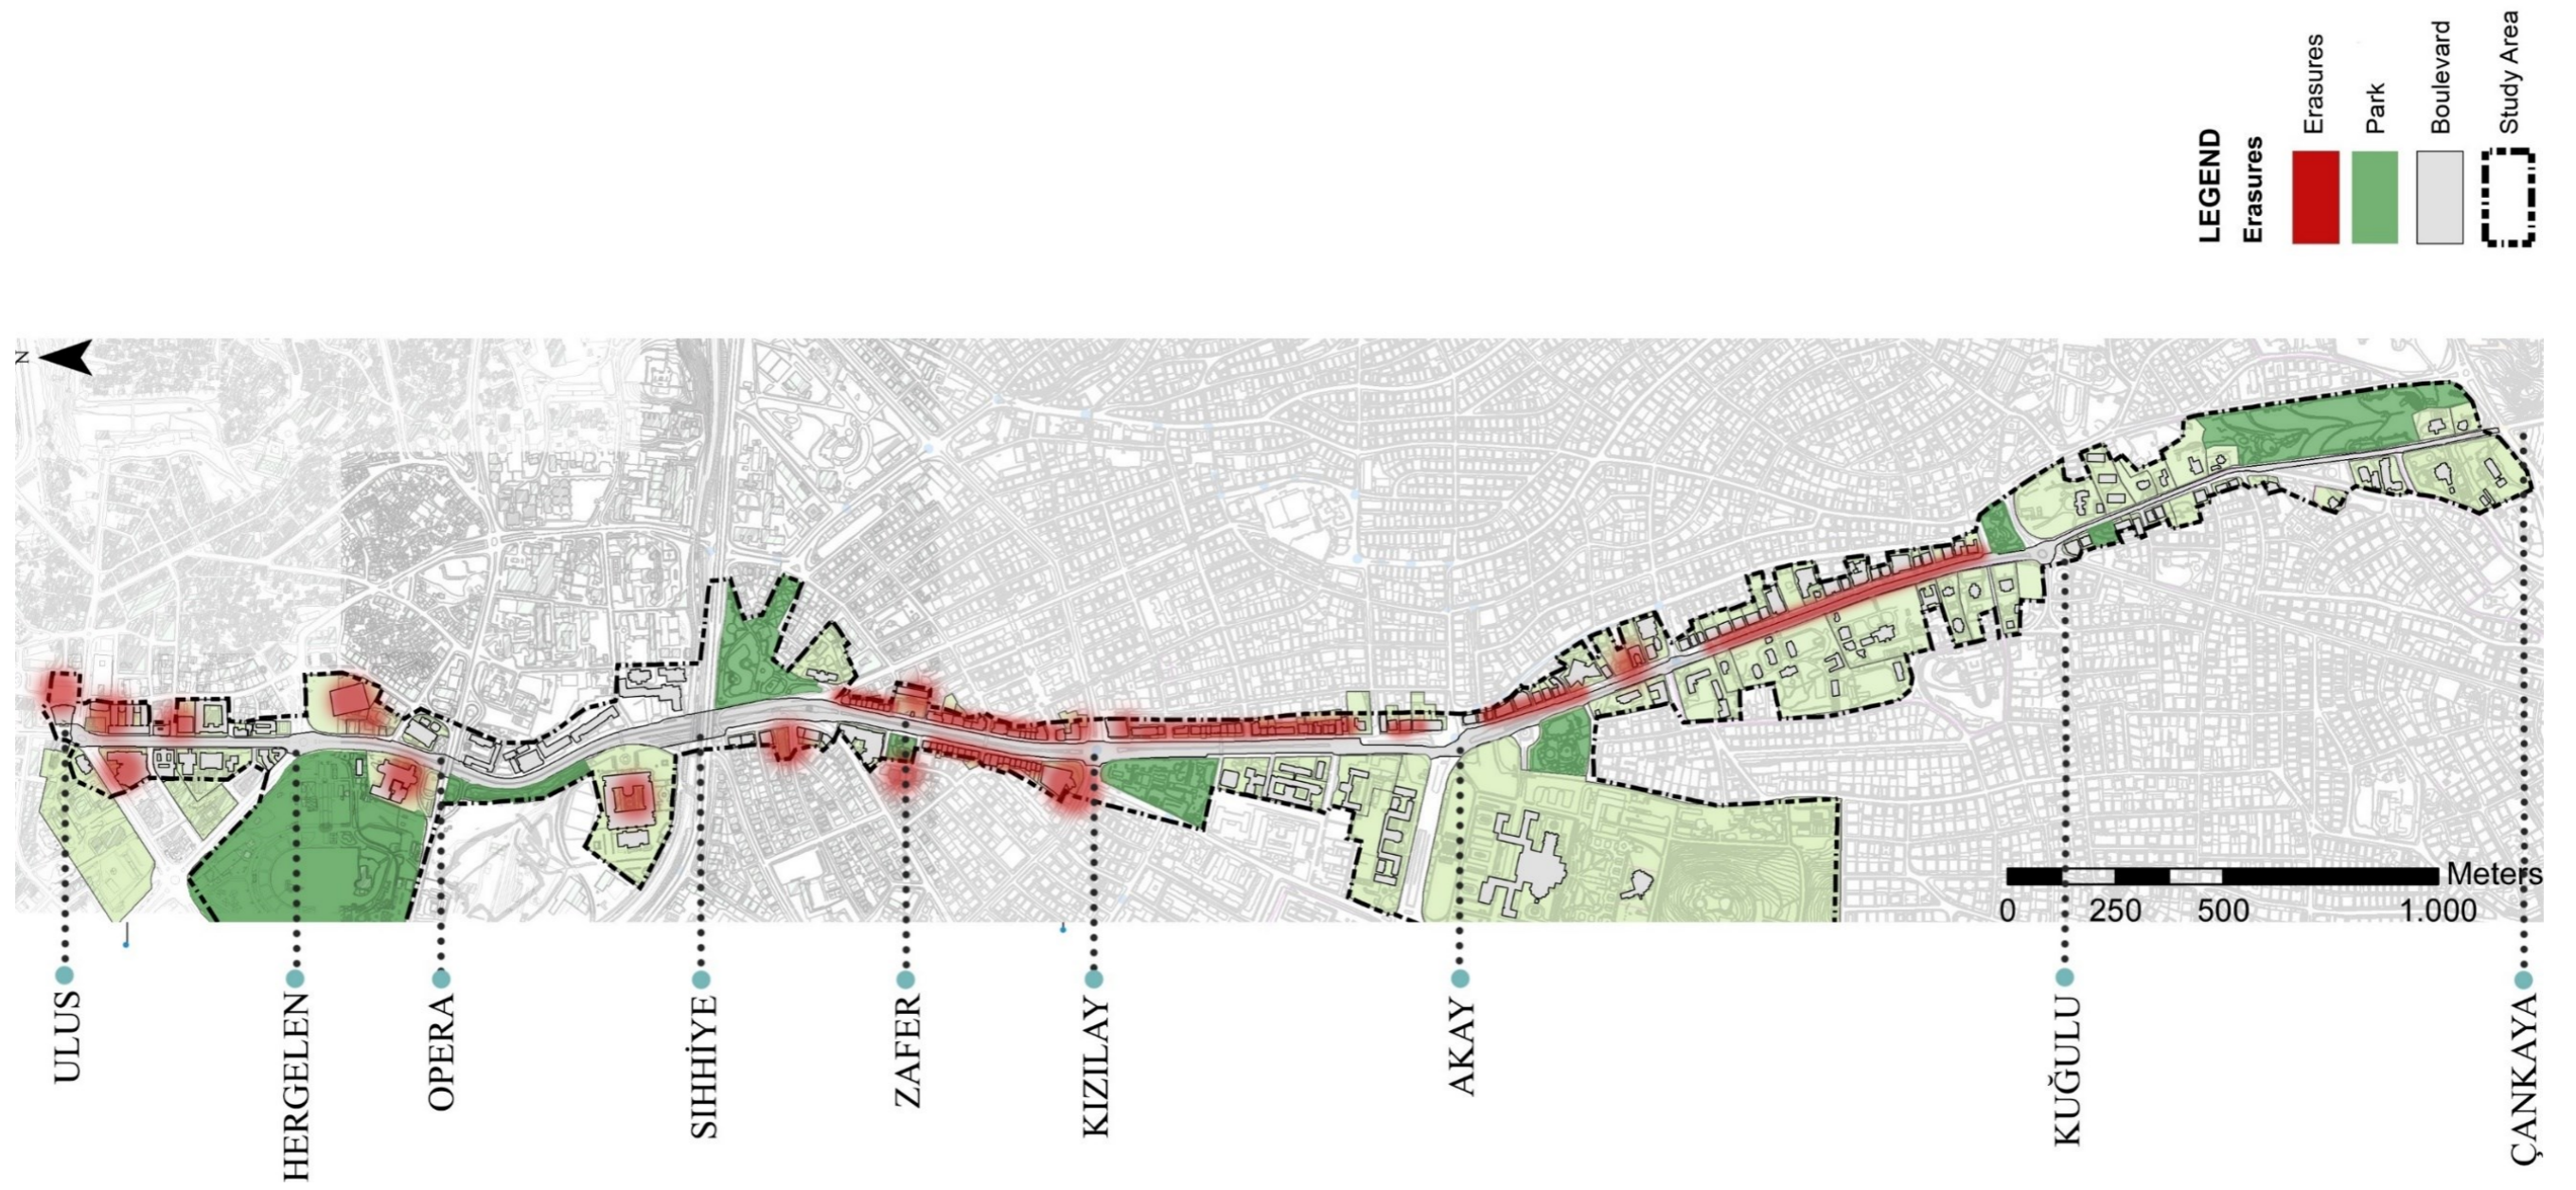 LEGEND
Erasures
Erasures
Park
Boulevard
Study Area
N
Meters
0 250 500 1.000
ULUS
HERGELEN
OPERA
SIHHİYE
ZAFER
KIZILAY
AKAY
KUĞULU
ÇANKAYA